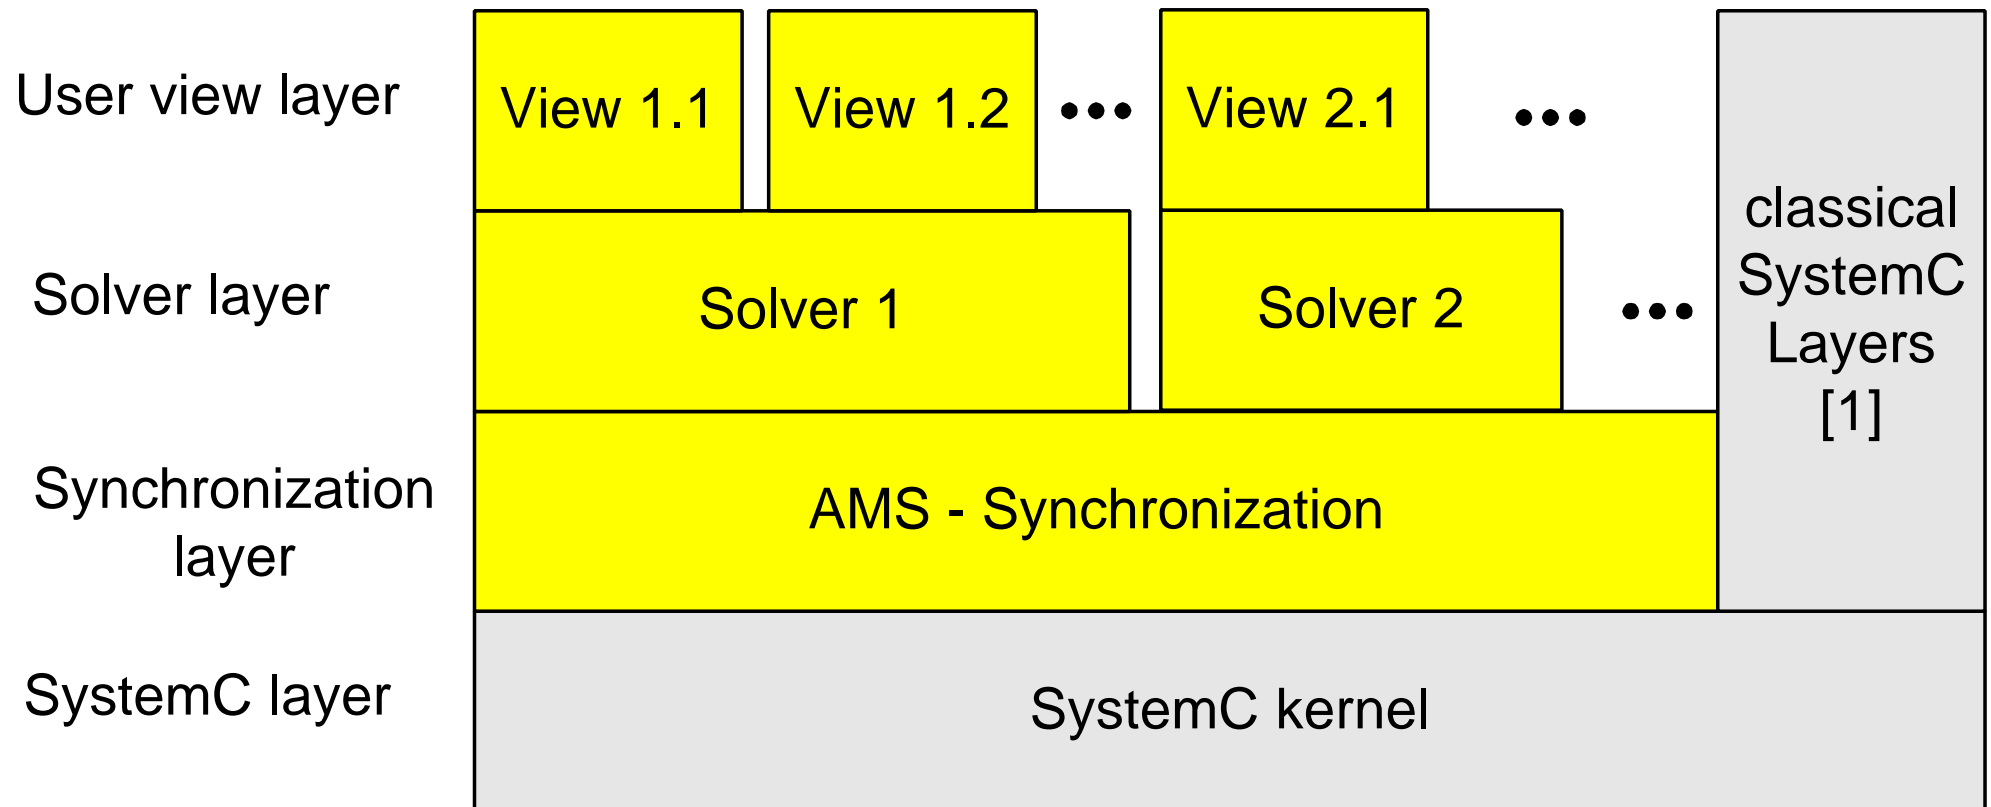 User view layer
View 1.1
View 1.2
•••
View 2.1
•••
classical
SystemC
Layers
[1]
Solver layer
Solver 1
Solver 2
•••
Synchronization
layer
AMS - Synchronization
SystemC layer
SystemC kernel